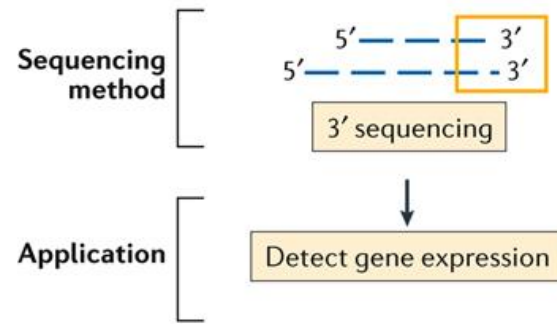 Sequencing
method
5′ 3′
5′ 3′
3′ sequencing
Application
Detect gene expression